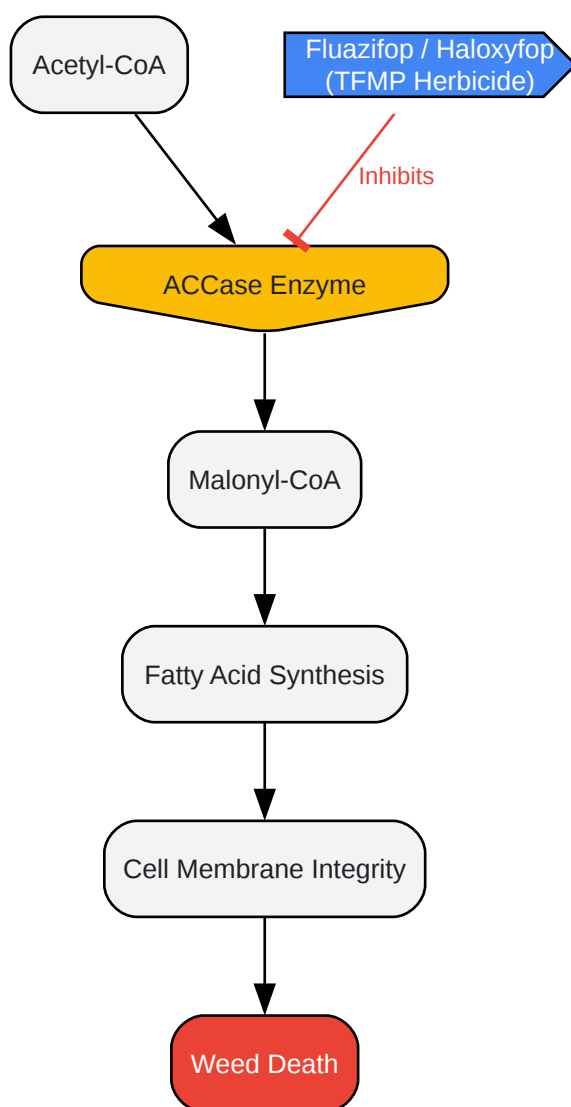 Acetyl-CoA
Fluazifop / Haloxyfop
(TFMP Herbicide)
Inhibits
ACCase Enzyme
Malonyl-CoA
Fatty Acid Synthesis
Cell Membrane Integrity
Weed Death